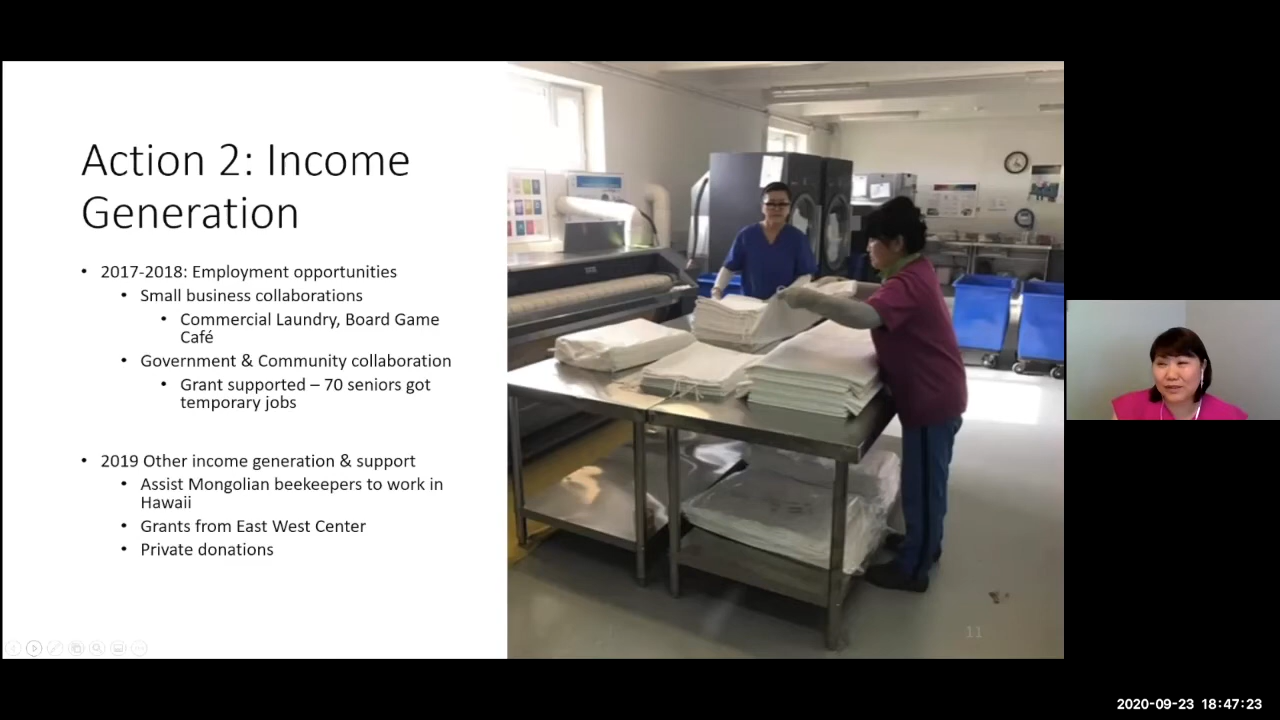 Action 2: Income
Generation
• 2017-2018: Employment opportunities
• Small business collaborations
• Commercial Laundry, Board Game
Café
• Government & Community collaboration
• Grant supported – 70 seniors got
temporary jobs
• 2019 Other income generation & support
• Assist Mongolian beekeepers to work in
Hawaii
• Grants from East West Center
• Private donations
11
2020-09-23 18:47:23